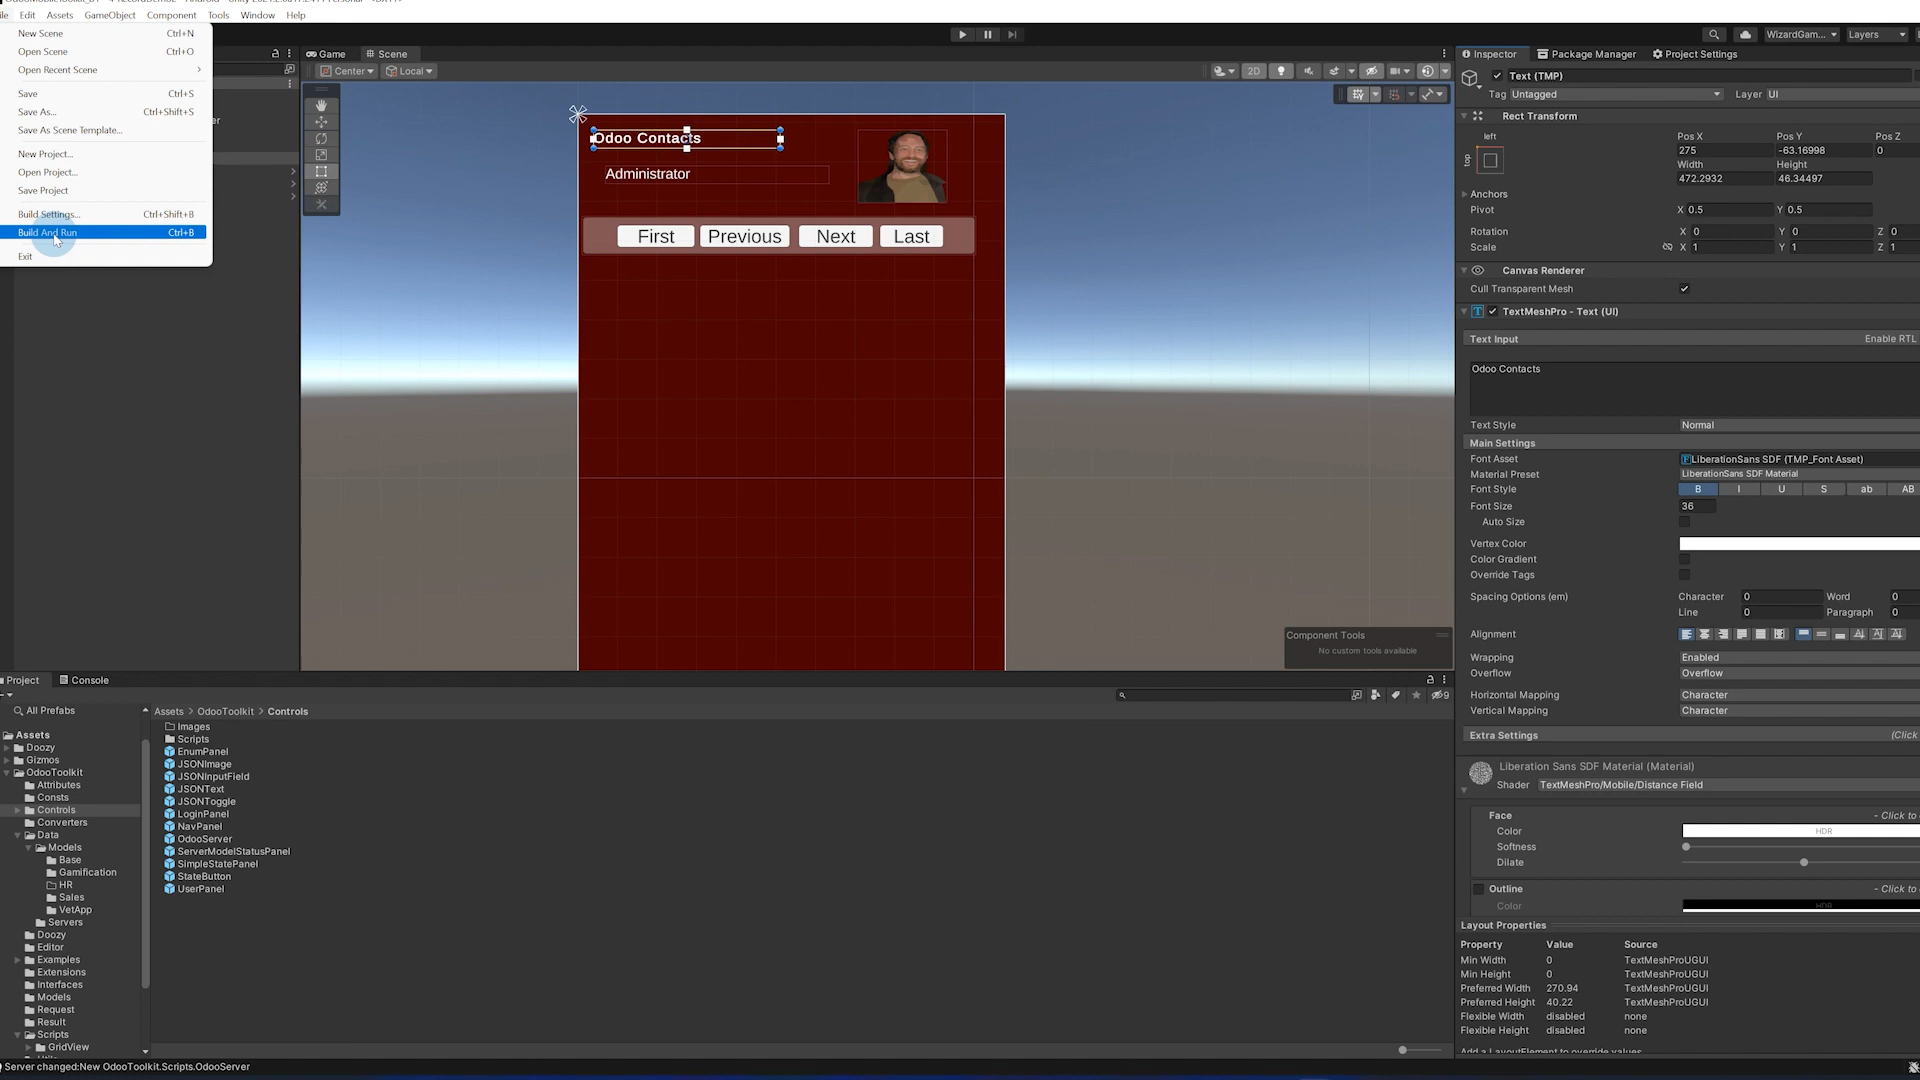 Edit Assets GameObject Component Tools Window Help
New Scene Ctrl+N
Open Scene Ctrl+O
Open Recent Scene
Save Ctrl+S
Save As... Ctrl+Shift+S
Save As Scene Template...
New Project...
Open Project...
Save Project
Build Settings... Ctrl+Shift+B
Build And Run Ctrl+B
Exit
WizardGam... Layers
Game Scene
Center Local
2D
Odoo Contacts
Administrator
First Previous Next Last
Component Tools
No custom tools available
Inspector Package Manager Project Settings
Text (TMP)
Tag Untagged Layer UI
Rect Transform
left Pos X Pos Y Pos Z
top 275 -63.16998 0
Width Height
472.2932 46.34497
Anchors
Pivot X 0.5 Y 0.5
Rotation X 0 Y 0 Z 0
Scale X 1 Y 1 Z 1
Canvas Renderer
Cull Transparent Mesh
TextMeshPro - Text (UI)
Text Input Enable RTL
Odoo Contacts
Text Style Normal
Main Settings
Font Asset LiberationSans SDF (TMP_Font Asset)
Material Preset LiberationSans SDF Material
Font Style B I U S ab AB
Font Size 36
Auto Size
Vertex Color
Color Gradient
Override Tags
Spacing Options (em) Character 0 Word 0
Line 0 Paragraph 0
Alignment
Wrapping Enabled
Overflow Overflow
Horizontal Mapping Character
Vertical Mapping Character
Extra Settings (Click
Liberation Sans SDF Material (Material)
Shader TextMeshPro/Mobile/Distance Field
Face - Click to
Color HDR
Softness
Dilate
Outline - Click to
Color HDR
Layout Properties
Property Value Source
Min Width 0 TextMeshProUGUI
Min Height 0 TextMeshProUGUI
Preferred Width 270.94 TextMeshProUGUI
Preferred Height 40.22 TextMeshProUGUI
Flexible Width disabled none
Flexible Height disabled none
Add a LayoutElement to override values
Project Console
9
All Prefabs
Assets
Doozy
Gizmos
OdooToolkit
Attributes
Consts
Controls
Converters
Data
Models
Base
Gamification
HR
Sales
VetApp
Servers
Doozy
Editor
Examples
Extensions
Interfaces
Models
Request
Result
Scripts
GridView
Assets > OdooToolkit > Controls
Images
Scripts
EnumPanel
JSONImage
JSONInputField
JSONText
JSONToggle
LoginPanel
NavPanel
OdooServer
ServerModelStatusPanel
SimpleStatePanel
StateButton
UserPanel
Server changed:New OdooToolkit.Scripts.OdooServer